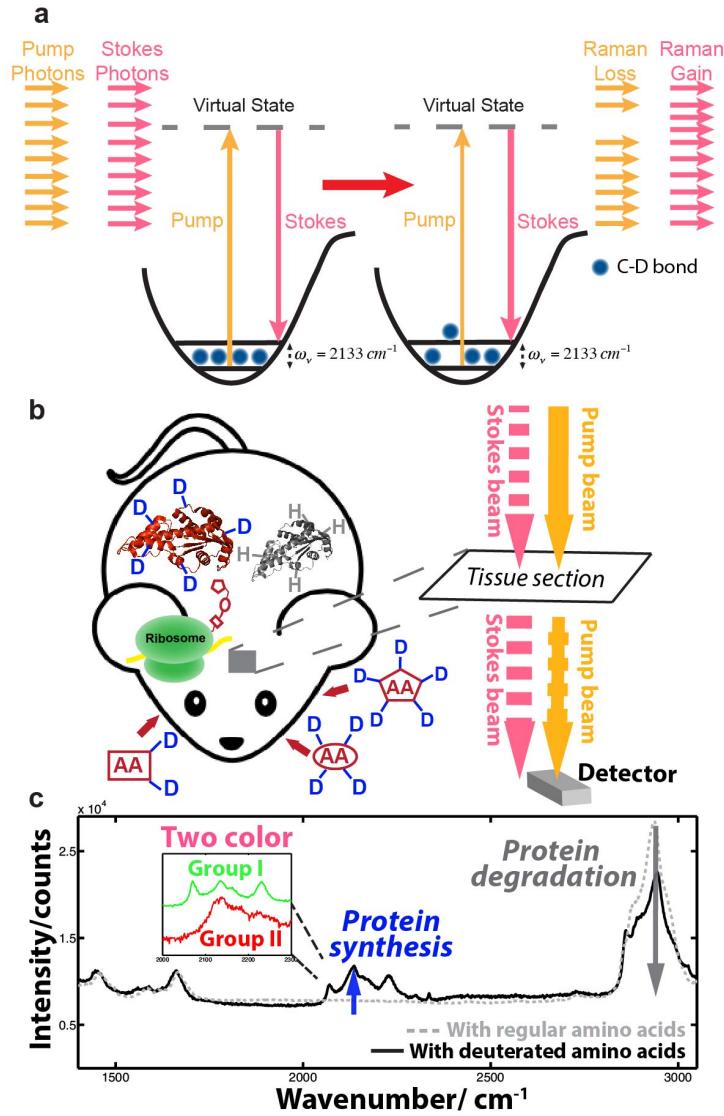 a
Pump Photons
Stokes Photons
Raman Loss
Raman Gain
Virtual State
Virtual State
Pump
Stokes
Pump
Stokes
C-D bond
ωᵥ = 2133 cm⁻¹
ωᵥ = 2133 cm⁻¹
b
Stokes beam
Pump beam
D
D
D
D
D
H
H
H
H
Tissue section
Ribosome
Stokes beam
Pump beam
D
D
D
D
D
AA
D
D
AA
D
D
D
AA
D
Detector
c
x 10⁴
Two color
Group I
Group II
2000
2100
2200
2300
Protein synthesis
Protein degradation
2.5
1.5
0.5
Intensity/counts
With regular amino acids
With deuterated amino acids
1500
2000
2500
3000
Wavenumber/ cm⁻¹